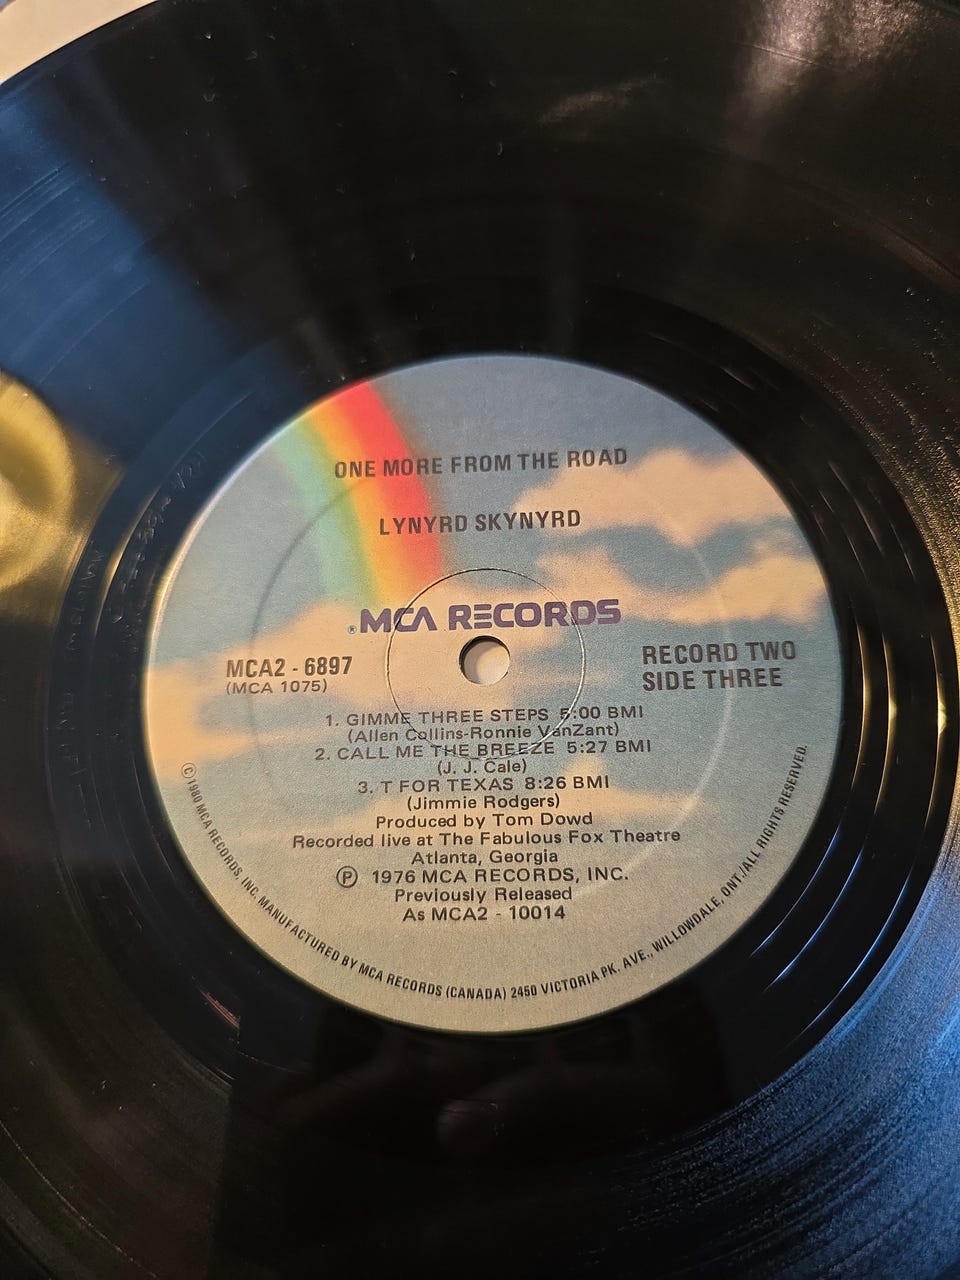 ONE MORE FROM THE ROAD
LYNYRD SKYNYRD
® MCA RECORDS
MCA2 - 6897
(MCA 1075)
RECORD TWO
SIDE THREE
1. GIMME THREE STEPS 5:00 BMI
(Allen Collins-Ronnie VanZant)
2. CALL ME THE BREEZE 5:27 BMI
(J. J. Cale)
3. T FOR TEXAS 8:26 BMI
(Jimmie Rodgers)
Produced by Tom Dowd
Recorded live at The Fabulous Fox Theatre
Atlanta, Georgia
℗ 1976 MCA RECORDS, INC.
Previously Released
As MCA2 - 10014
©1980 MCA RECORDS, INC. MANUFACTURED BY MCA RECORDS (CANADA) 2450 VICTORIA PK. AVE., WILLOWDALE, ONT./ALL RIGHTS RESERVED.